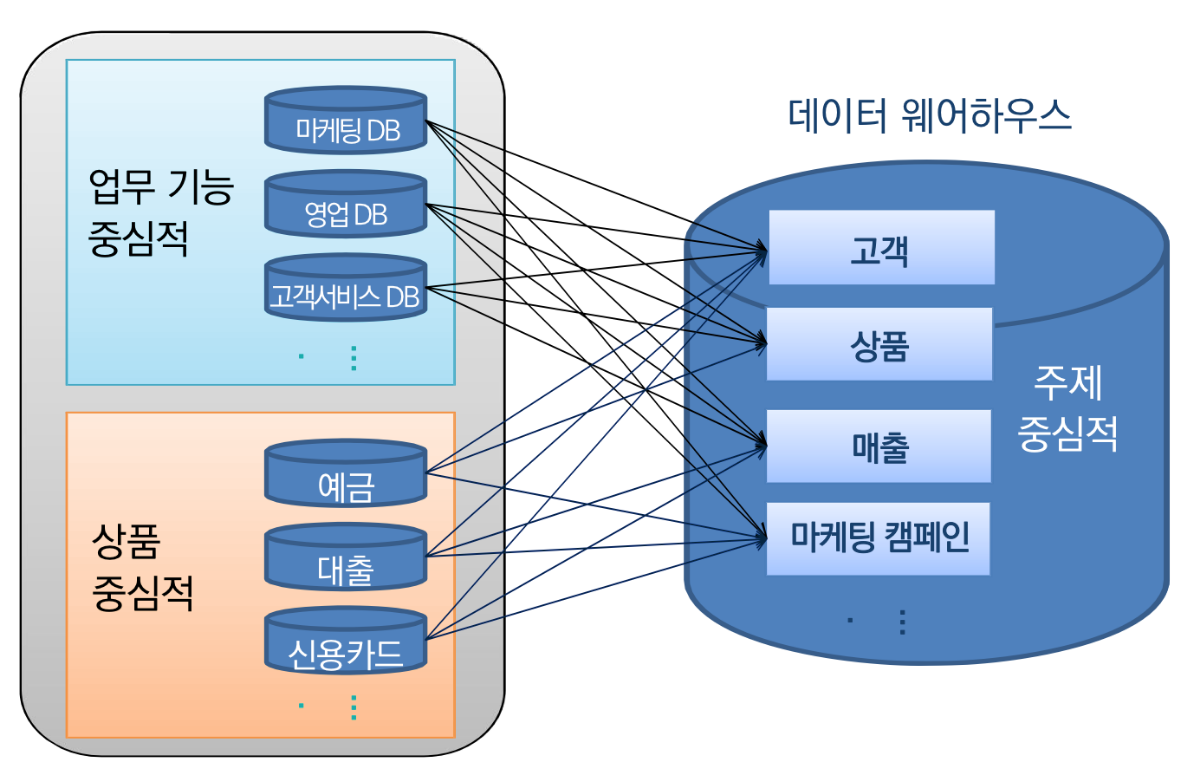 업무 기능
중심적
마케팅 DB
영업 DB
고객서비스 DB
상품
중심적
예금
대출
신용카드
데이터 웨어하우스
고객
상품
매출
마케팅 캠페인
주제
중심적